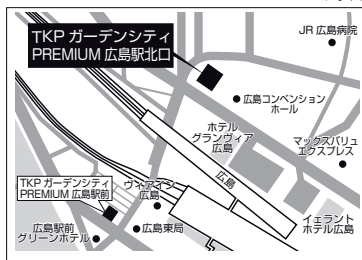 TKP ガーデンシティ
PREMIUM 広島駅北口
JR 広島病院
広島コンベンション
ホール
ホテル
グランヴィア
広島
マックスバリュ
エクスプレス
広島
TKP ガーデンシティ
PREMIUM 広島駅前
ヴィアイン
広島
イェラント
ホテル広島
広島駅前
グリーンホテル
広島東局